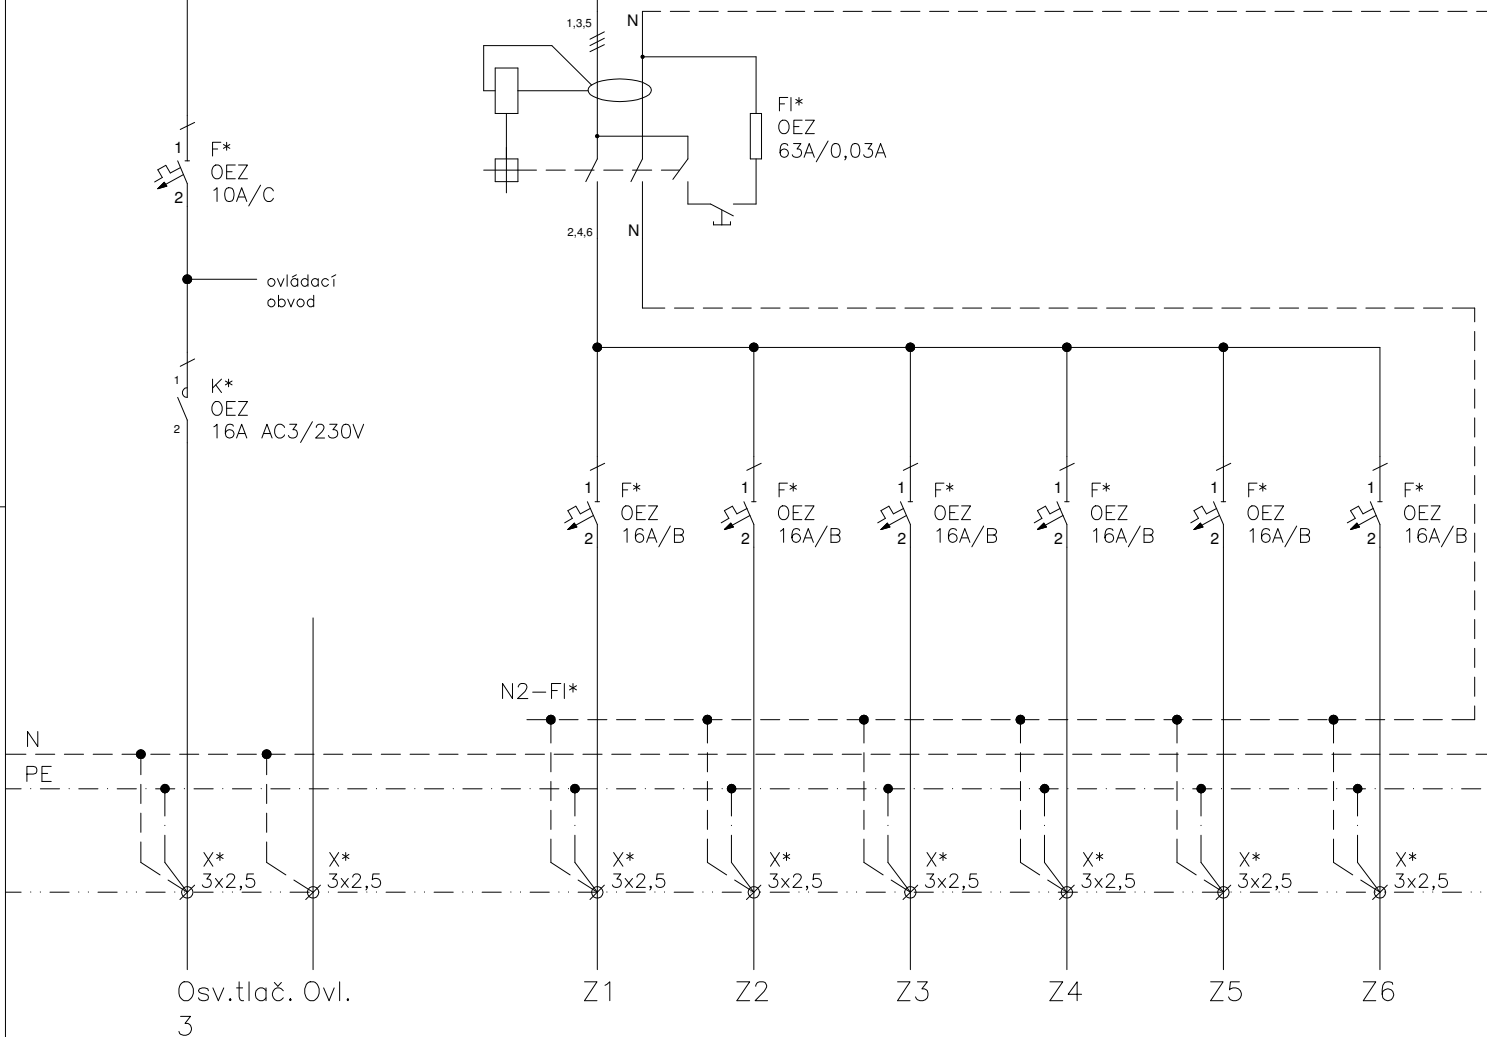 1,3,5
N
FI*
OEZ
63A/0,03A
1
F*
OEZ
10A/C
2
2,4,6
N
ovládací
obvod
1
K*
OEZ
16A AC3/230V
2
1
F*
OEZ
16A/B
2
1
F*
OEZ
16A/B
2
1
F*
OEZ
16A/B
2
1
F*
OEZ
16A/B
2
1
F*
OEZ
16A/B
2
1
F*
OEZ
16A/B
2
N2-FI*
N
PE
X*
3x2,5
X*
3x2,5
X*
3x2,5
X*
3x2,5
X*
3x2,5
X*
3x2,5
X*
3x2,5
X*
3x2,5
Osv.tlač.
3
Ovl.
Z1
Z2
Z3
Z4
Z5
Z6